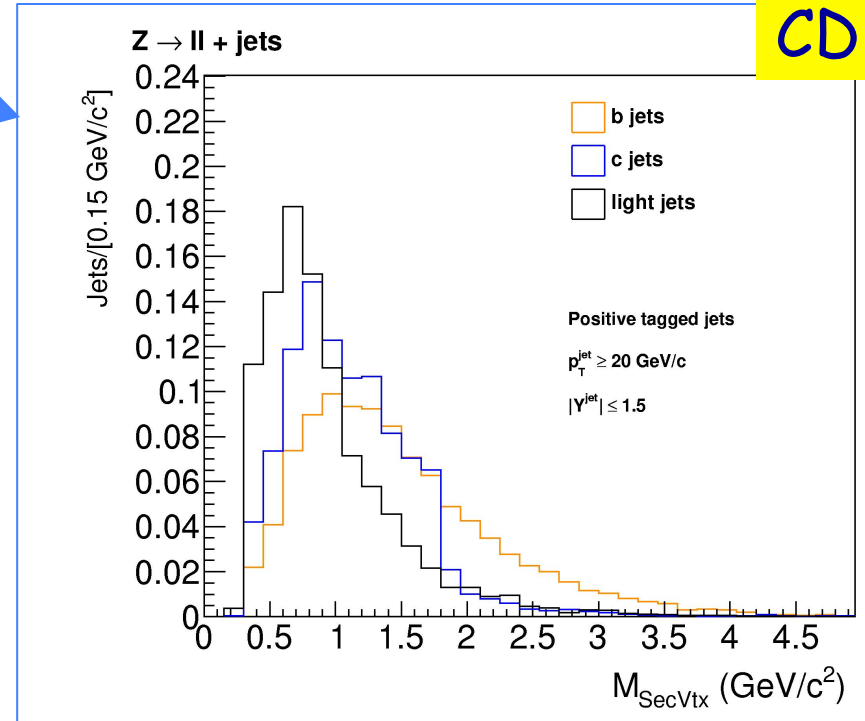 CD
Z → ll + jets
Jets/[0.15 GeV/c²]
0.24
0.22
0.2
0.18
0.16
0.14
0.12
0.1
0.08
0.06
0.04
0.02
0
b jets
c jets
light jets
Positive tagged jets
p_T^jet ≥ 20 GeV/c
|Y^jet| ≤ 1.5
0 0.5 1 1.5 2 2.5 3 3.5 4 4.5
M_SecVtx (GeV/c²)